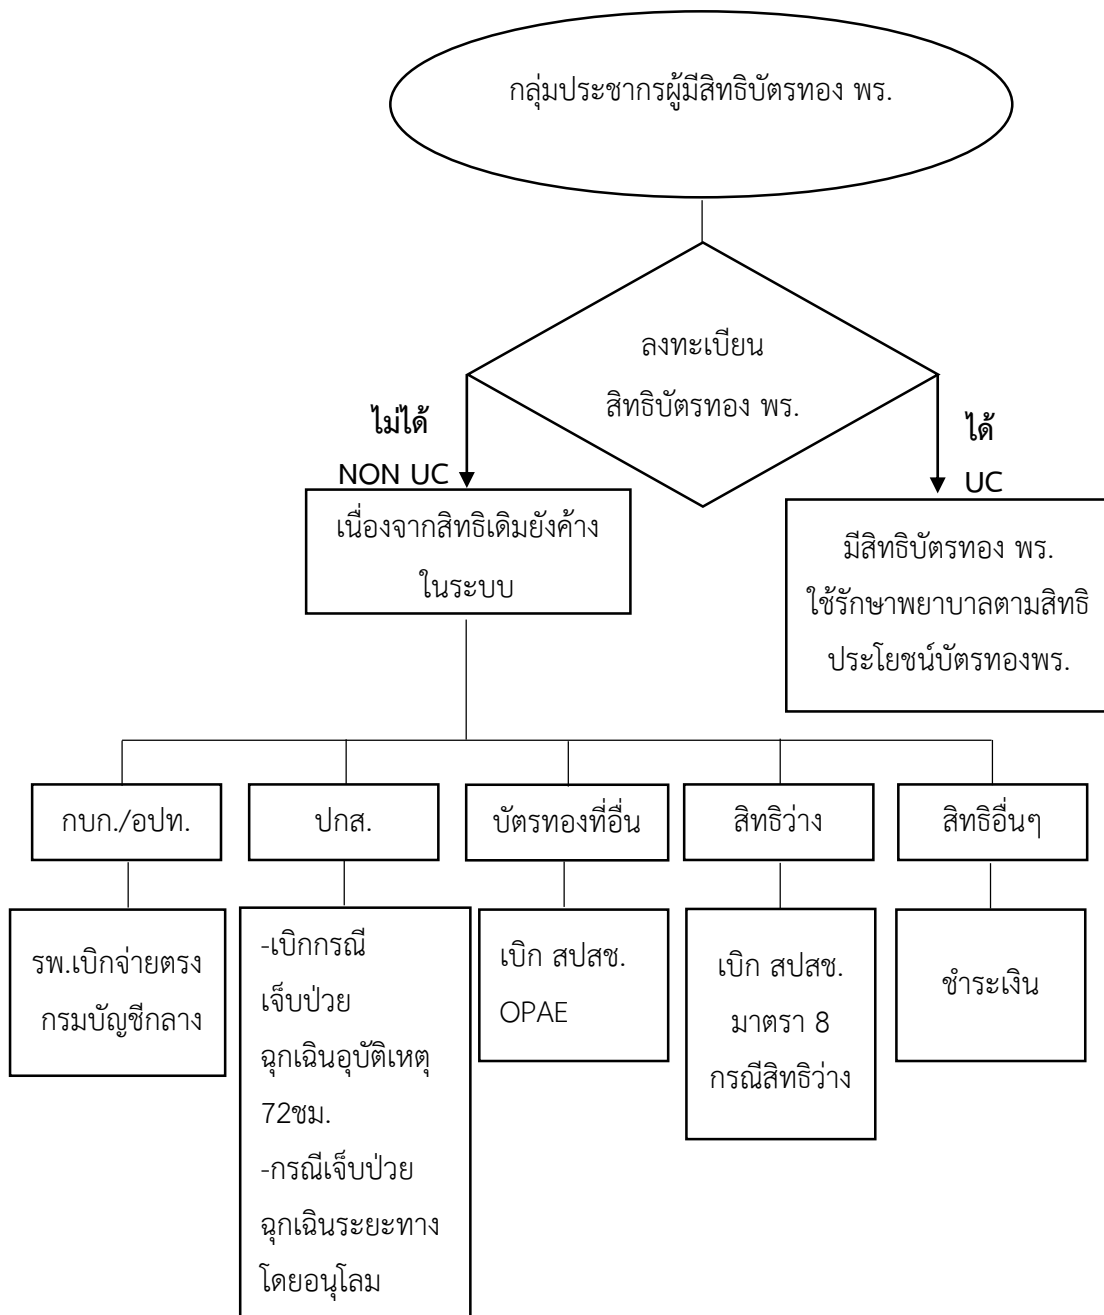 กลุ่มประชากรผู้มีสิทธิบัตรทอง พร.
ลงทะเบียน
สิทธิบัตรทอง พร.
ไม่ได้
NON UC
ได้
UC
เนื่องจากสิทธิเดิมยังค้าง
ในระบบ
มีสิทธิบัตรทอง พร.
ใช้รักษาพยาบาลตามสิทธิ
ประโยชน์บัตรทองพร.
กบก./อปท.
ปกส.
บัตรทองที่อื่น
สิทธิว่าง
สิทธิอื่นๆ
รพ.เบิกจ่ายตรง
กรมบัญชีกลาง
-เบิกกรณี
เจ็บป่วย
ฉุกเฉินอุบัติเหตุ
72ชม.
-กรณีเจ็บป่วย
ฉุกเฉินระยะทาง
โดยอนุโลม
เบิก สปสช.
OPAE
เบิก สปสช.
มาตรา 8
กรณีสิทธิว่าง
ชำระเงิน